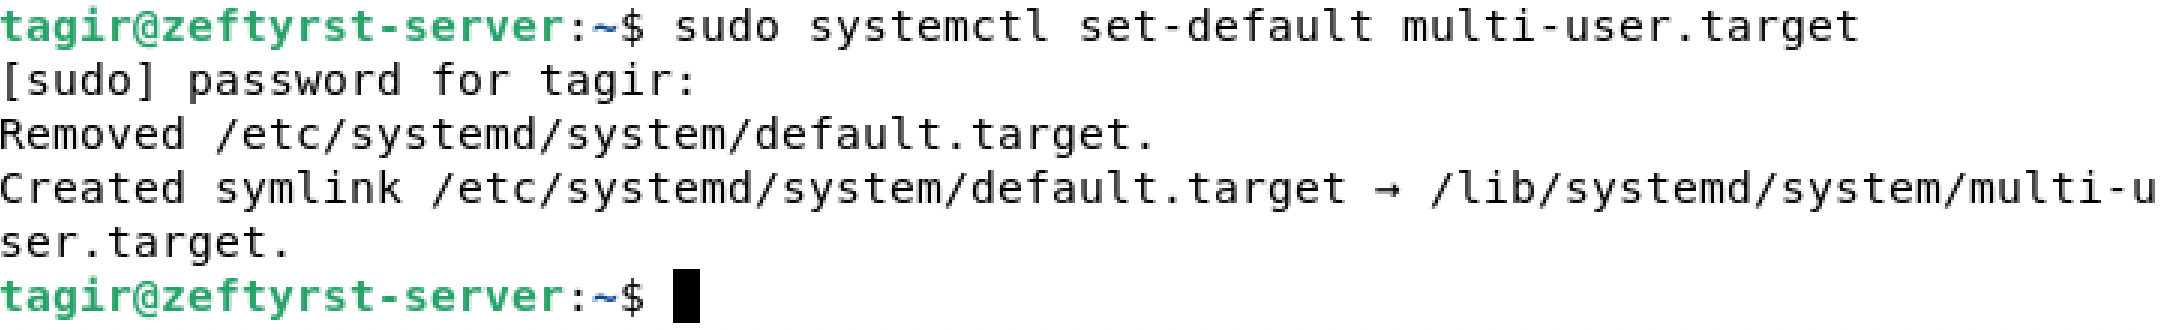 tagir@zeftyrst-server:~$ sudo systemctl set-default multi-user.target
[sudo] password for tagir:
Removed /etc/systemd/system/default.target.
Created symlink /etc/systemd/system/default.target → /lib/systemd/system/multi-u
ser.target.
tagir@zeftyrst-server:~$